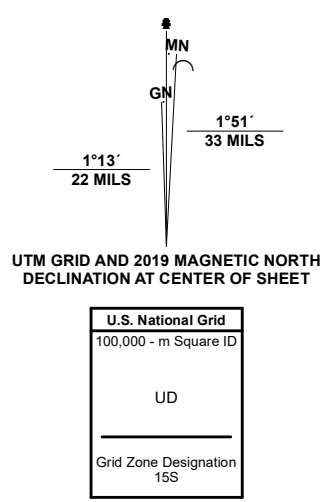 MN
GN
1°51´
33 MILS
1°13´
22 MILS
UTM GRID AND 2019 MAGNETIC NORTH
DECLINATION AT CENTER OF SHEET
U.S. National Grid
100,000 - m Square ID
UD
Grid Zone Designation
15S